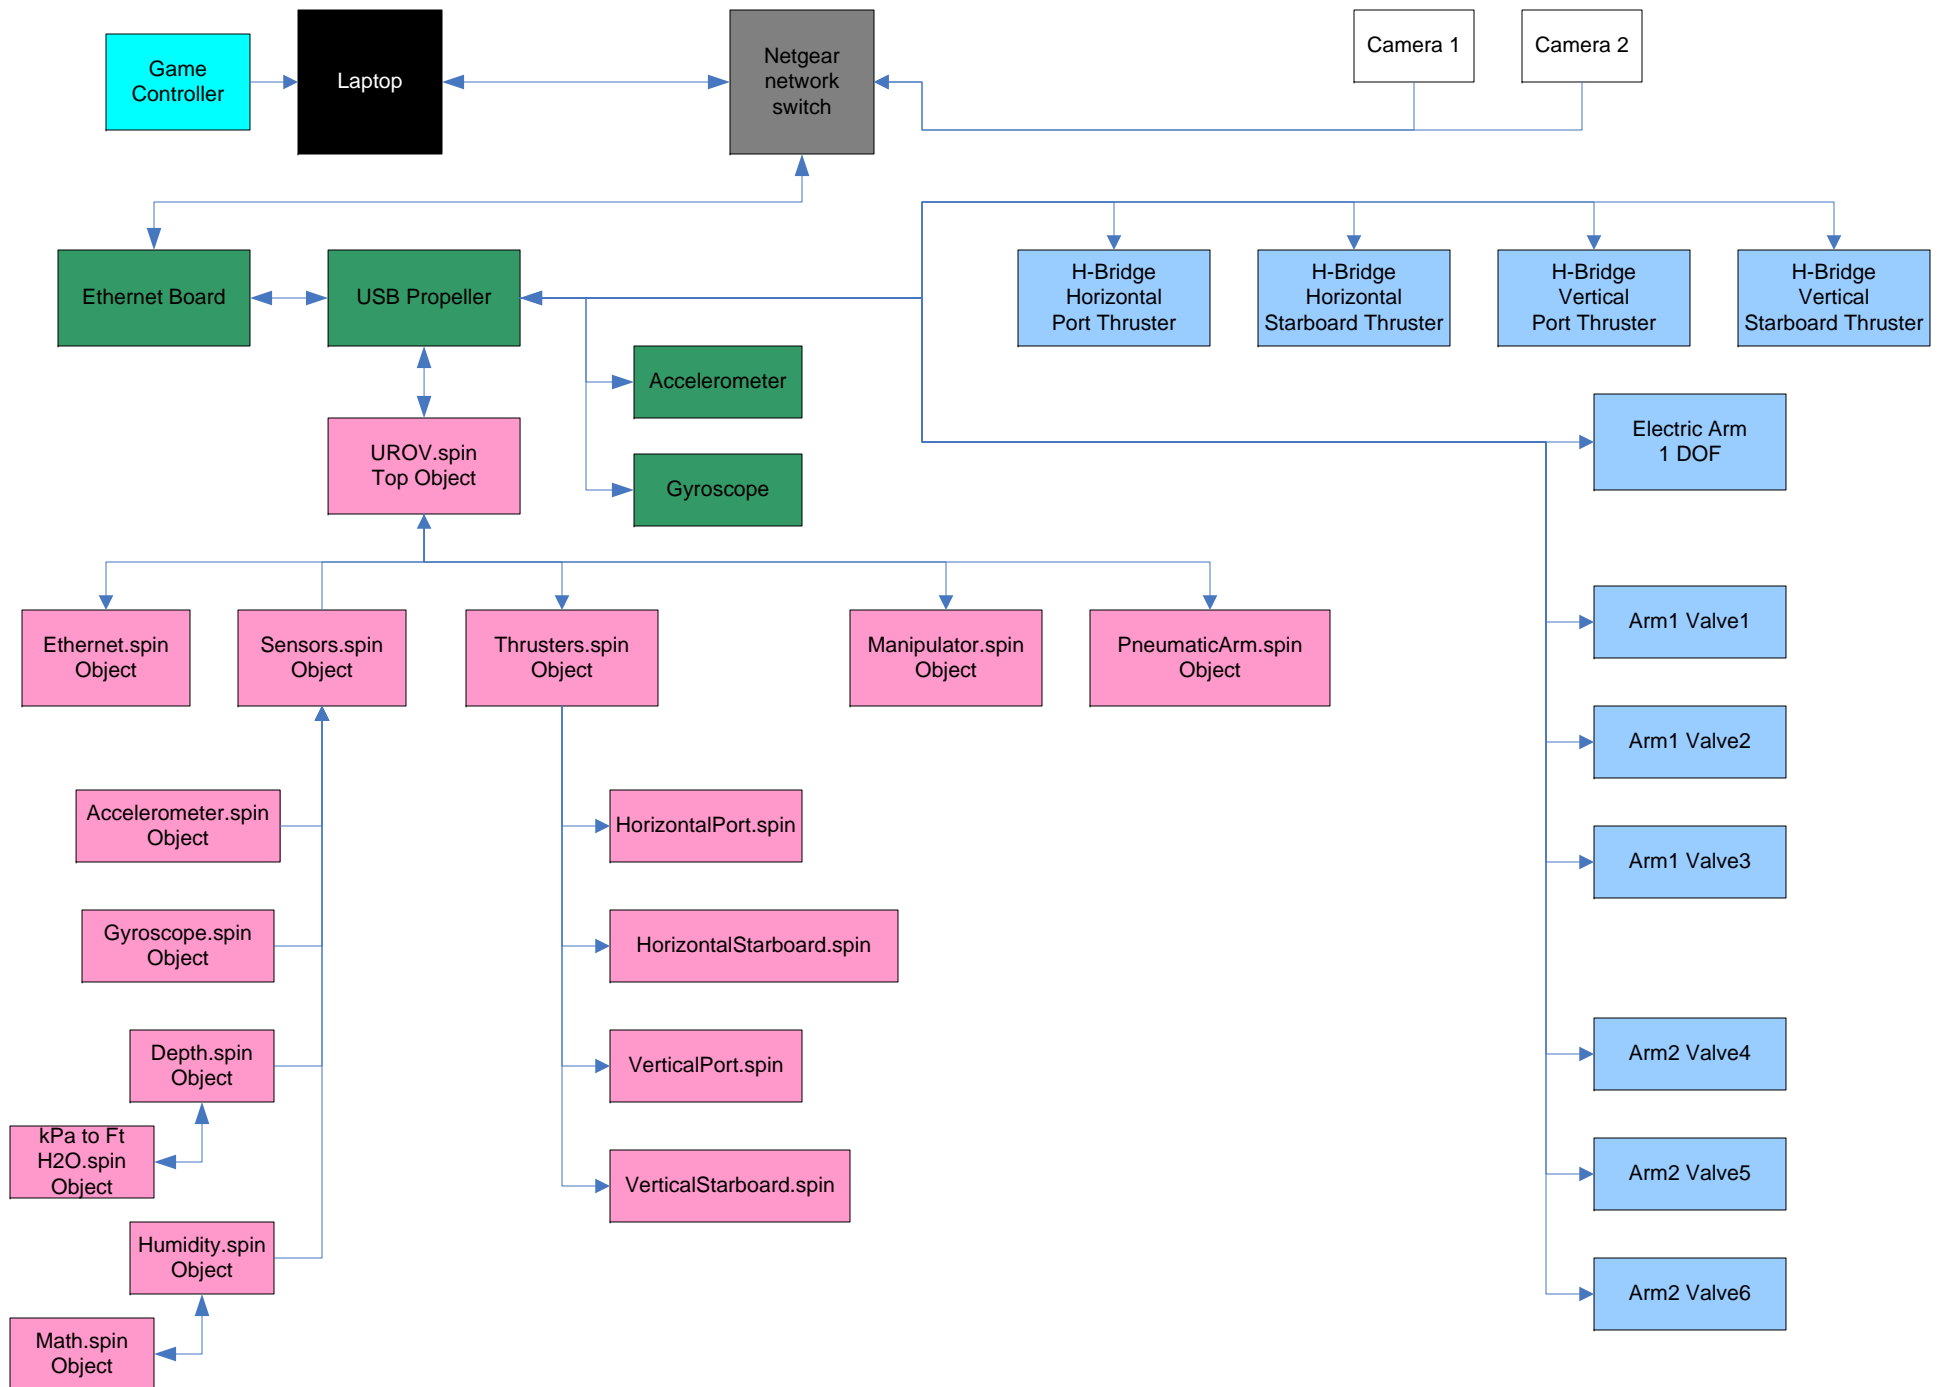 Game
Controller
Laptop
Netgear
network
switch
Camera 1
Camera 2
Ethernet Board
USB Propeller
H-Bridge
Horizontal
Port Thruster
H-Bridge
Horizontal
Starboard Thruster
H-Bridge
Vertical
Port Thruster
H-Bridge
Vertical
Starboard Thruster
Accelerometer
Gyroscope
UROV.spin
Top Object
Electric Arm
1 DOF
Ethernet.spin
Object
Sensors.spin
Object
Thrusters.spin
Object
Manipulator.spin
Object
PneumaticArm.spin
Object
Arm1 Valve1
Arm1 Valve2
Arm1 Valve3
Arm2 Valve4
Arm2 Valve5
Arm2 Valve6
Accelerometer.spin
Object
Gyroscope.spin
Object
Depth.spin
Object
kPa to Ft
H2O.spin
Object
Humidity.spin
Object
Math.spin
Object
HorizontalPort.spin
HorizontalStarboard.spin
VerticalPort.spin
VerticalStarboard.spin